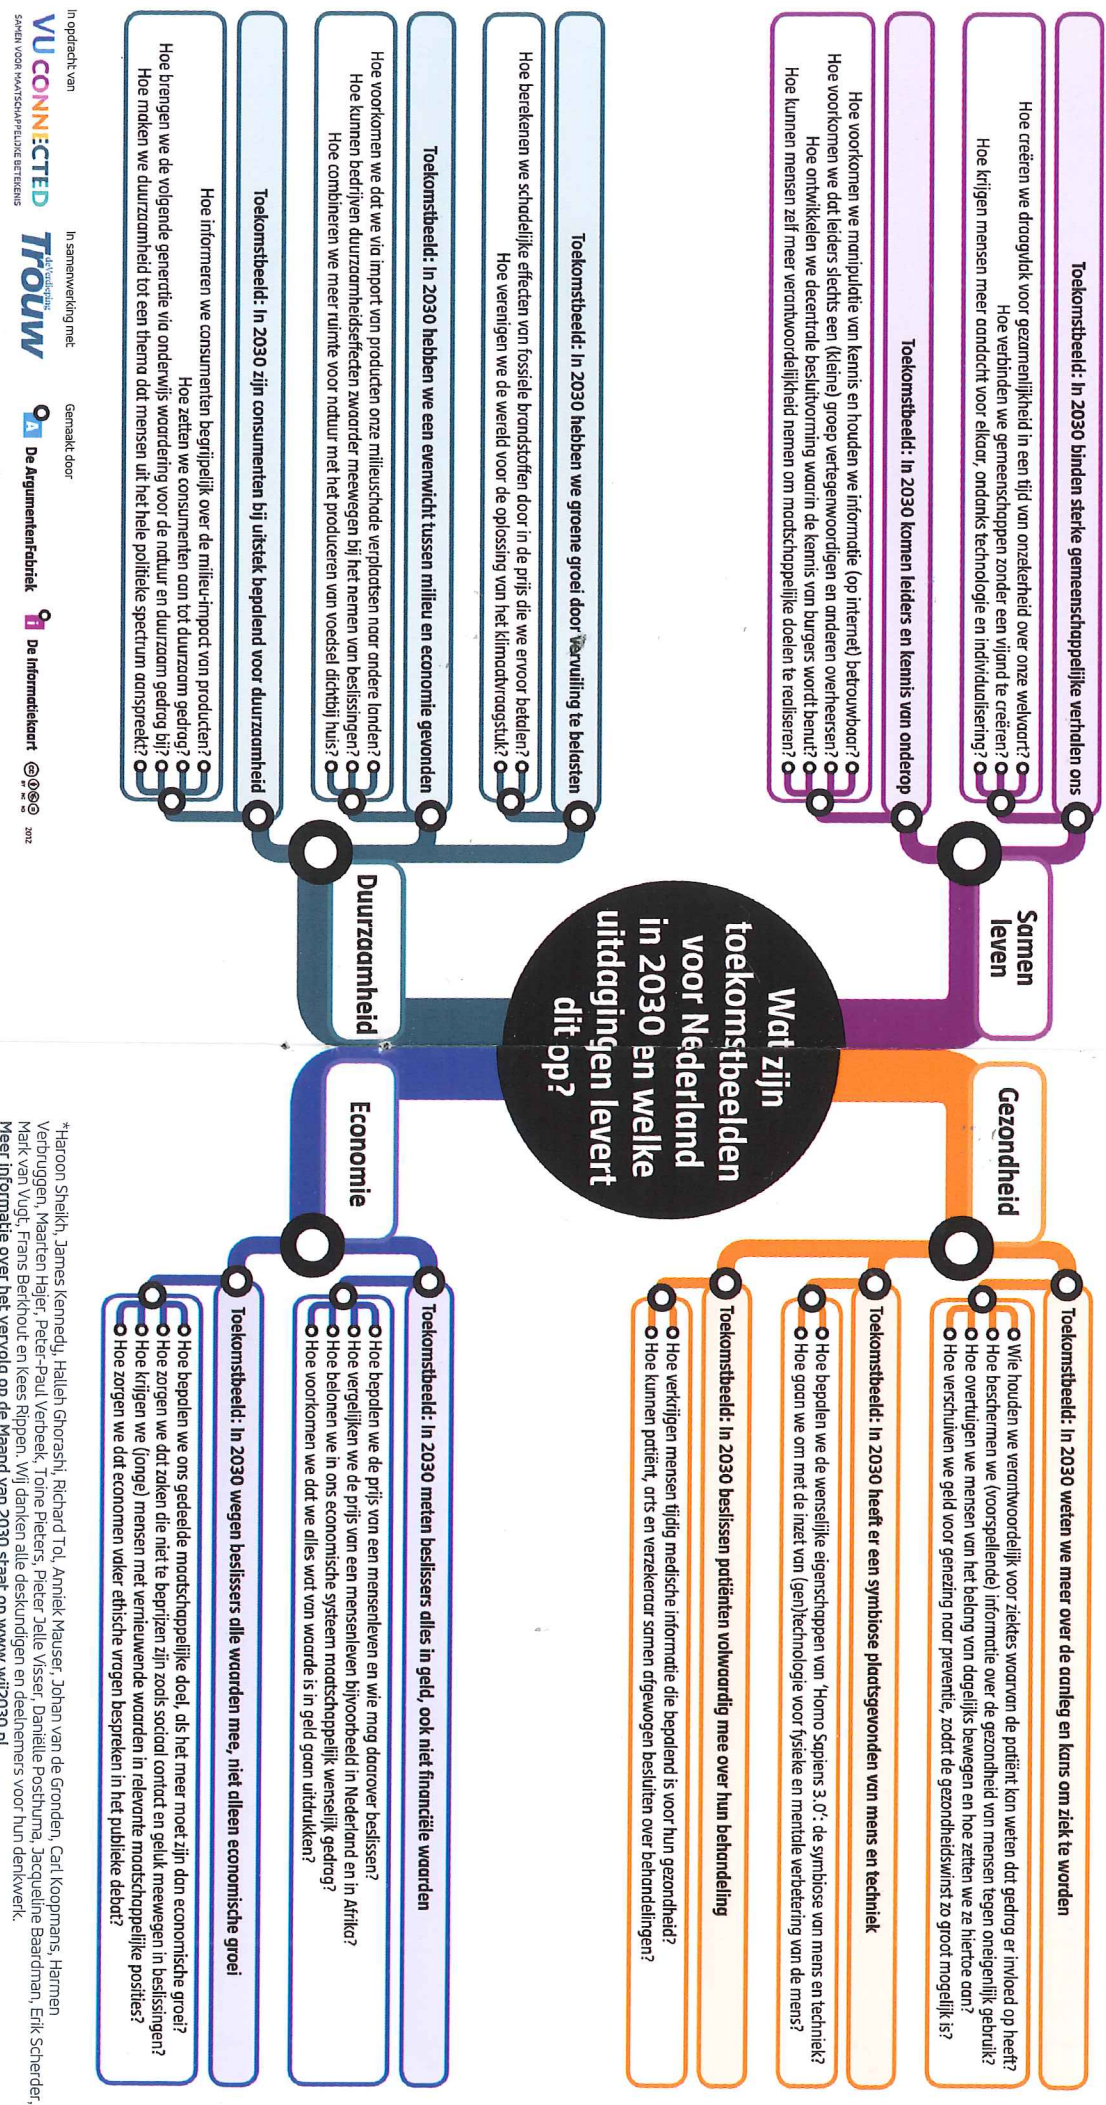 Wat zijn
toekomstbeelden
voor Nederland
in 2030 en welke
uitdagingen levert
dit op?
Samen
leven
Toekomstbeeld: In 2030 binden sterke gemeenschappelijke verhalen ons
Hoe creëren we draagvlak voor gezamenlijkheid in een tijd van onzekerheid over onze welvaart?
Hoe verbinden we gemeenschappen zonder een vijand te creëren?
Hoe krijgen mensen meer aandacht voor elkaar, ondanks technologie en individualisering?
Toekomstbeeld: In 2030 komen leiders en kennis van onderop
Hoe voorkomen we manipulatie van kennis en houden we informatie (op internet) betrouwbaar?
Hoe voorkomen we dat leiders slechts een (kleine) groep vertegenwoordigen en anderen overheersen?
Hoe ontwikkelen we decentrale besluitvorming waarin de kennis van burgers wordt benut?
Hoe kunnen mensen zelf meer verantwoordelijkheid nemen om maatschappelijke doelen te realiseren?
Duurzaamheid
Toekomstbeeld: In 2030 hebben we groene groei door vervuiling te belasten
Hoe berekenen we schadelijke effecten van fossiele brandstoffen door in de prijs die we ervoor betalen?
Hoe verenigen we de wereld voor de oplossing van het klimaatvraagstuk?
Toekomstbeeld: In 2030 hebben we een evenwicht tussen milieu en economie gevonden
Hoe voorkomen we dat we via import van producten onze milieuschade verplaatsen naar andere landen?
Hoe kunnen bedrijven duurzaamheidseffecten zwaarder meewegen bij het nemen van beslissingen?
Hoe combineren we meer ruimte voor natuur met het produceren van voedsel dichtbij huis?
Toekomstbeeld: In 2030 zijn consumenten bij uitstek bepalend voor duurzaamheid
Hoe informeren we consumenten begrijpelijk over de milieu-impact van producten?
Hoe zetten we consumenten aan tot duurzaam gedrag?
Hoe brengen we de volgende generatie via onderwijs waardering voor de natuur en duurzaam gedrag bij?
Hoe maken we duurzaamheid tot een thema dat mensen uit het hele politieke spectrum aanspreekt?
Gezondheid
Toekomstbeeld: In 2030 weten we meer over de aanleg en kans om ziek te worden
Wie houden we verantwoordelijk voor ziektes waarvan de patiënt kan weten dat gedrag er invloed op heeft?
Hoe beschermen we (voorspellende) informatie over de gezondheid van mensen tegen oneigenlijk gebruik?
Hoe overtuigen we mensen van het belang van dagelijks bewegen en hoe zetten we ze hiertoe aan?
Hoe verschuiven we geld voor genezing naar preventie, zodat de gezondheidswinst zo groot mogelijk is?
Toekomstbeeld: In 2030 heeft er een symbiose plaatsgevonden van mens en techniek
Hoe bepalen we de wenselijke eigenschappen van 'Homo Sapiens 3.0': de symbiose van mens en techniek?
Hoe gaan we om met de inzet van (gen)technologie voor fysieke en mentale verbetering van de mens?
Toekomstbeeld: In 2030 beslissen patiënten volwaardig mee over hun behandeling
Hoe verkrijgen mensen tijdig medische informatie die bepalend is voor hun gezondheid?
Hoe kunnen patiënt, arts en verzekeraar samen afgewogen besluiten over behandelingen?
Economie
Toekomstbeeld: In 2030 meten beslissers alles in geld, ook niet financiële waarden
Hoe bepalen we de prijs van een mensenleven en wie mag daarover beslissen?
Hoe vergelijken we de prijs van een mensenleven bijvoorbeeld in Nederland en in Afrika?
Hoe belonen we in ons economische systeem maatschappelijk wenselijk gedrag?
Hoe voorkomen we dat we alles wat van waarde is in geld gaan uitdrukken?
Toekomstbeeld: In 2030 wegen beslissers alle waarden mee, niet alleen economische groei
Hoe bepalen we ons gedeelde maatschappelijke doel, als het meer moet zijn dan economische groei?
Hoe zorgen we dat zaken die niet te beprijzen zijn zoals sociaal contact en geluk meewegen in beslissingen?
Hoe krijgen we (jonge) mensen met vernieuwende waarden in relevante maatschappelijke posities?
Hoe zorgen we dat economen vaker ethische vragen bespreken in het publieke debat?
In opdracht van
VU CONNECTED
SAMEN VOOR MAATSCHAPPELIJKE BETEKENIS
In samenwerking met
deVerdieping
Trouw
Gemaakt door
A De ArgumentenFabriek
i De Informatiekaart
cc BY NC ND
2012
*Haroon Sheikh, James Kennedy, Halleh Ghorashi, Richard Tol, Anniek Mauser, Johan van de Gronden, Carl Koopmans, Harmen
Verbruggen, Maarten Hajer, Peter-Paul Verbeek, Toine Pieters, Pieter Jelle Visser, Daniëlle Posthuma, Jacqueline Baardman, Erik Scherder,
Mark van Vugt, Frans Berkhout en Kees Rippen. Wij danken alle deskundigen en deelnemers voor hun denkwerk.
Meer informatie over het vervolg op de Maand van 2030 staat op www.wij2030.nl